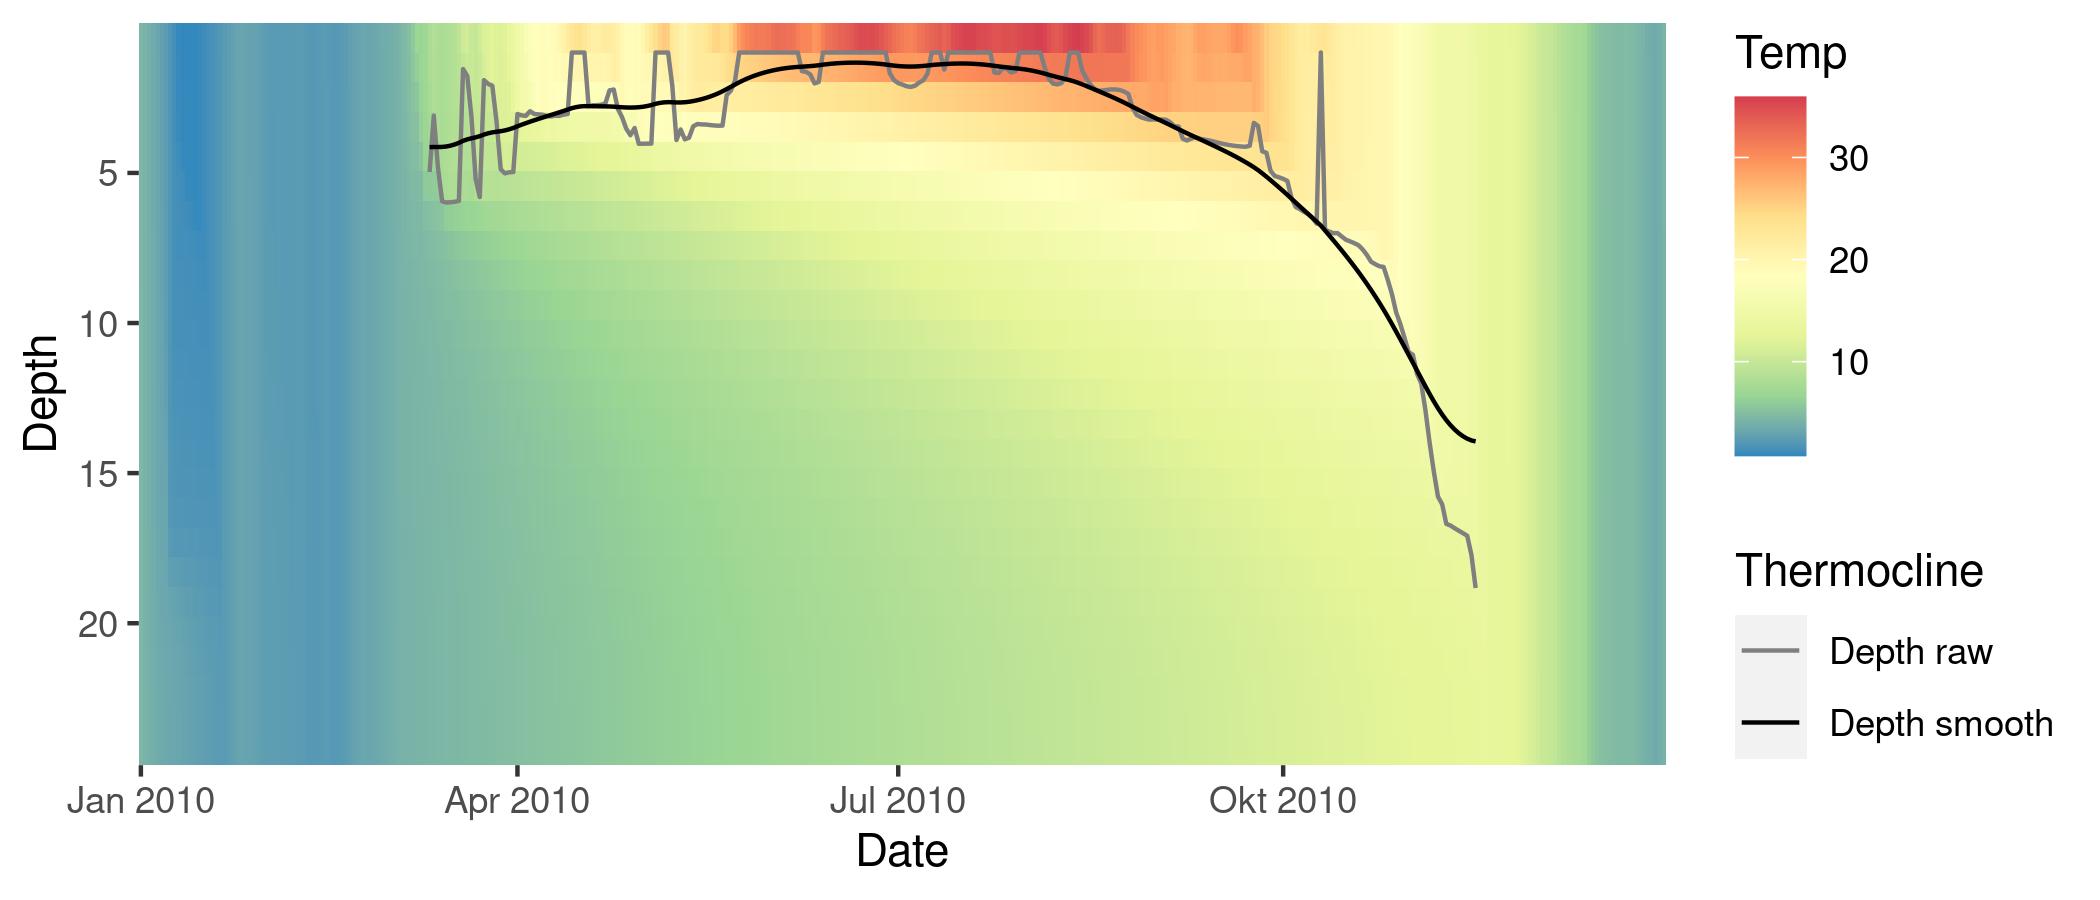 Temp
30
20
10
Thermocline
Depth raw
Depth smooth
Depth
5
10
15
20
Jan 2010
Apr 2010
Jul 2010
Okt 2010
Date